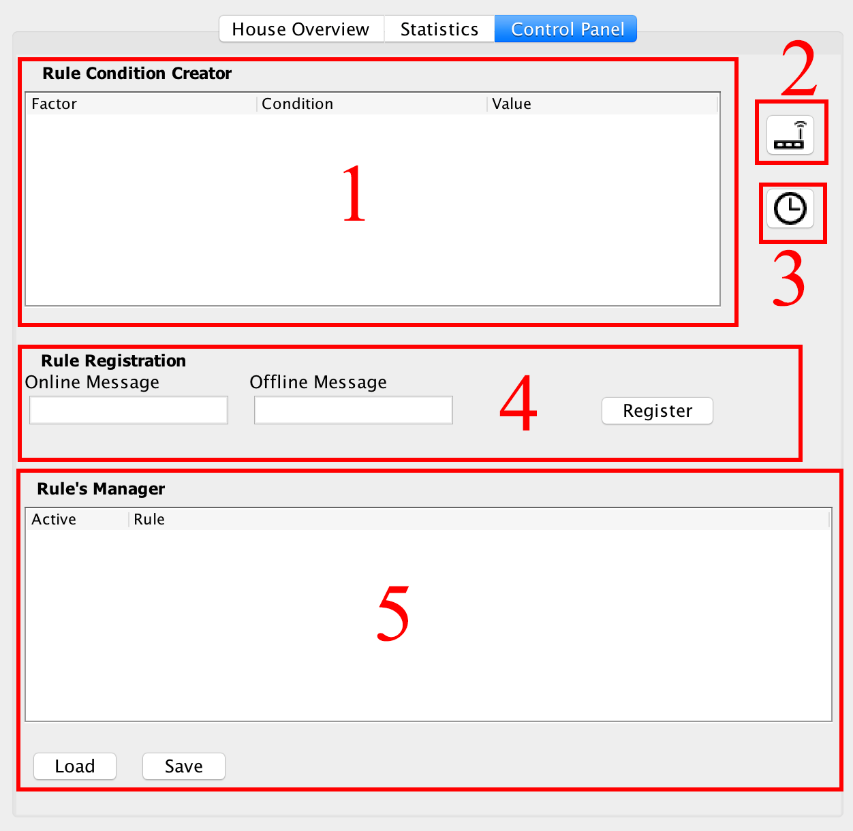 House Overview Statistics Control Panel
Rule Condition Creator
2
Factor Condition Value
1
3
Rule Registration
Online Message Offline Message
4
Register
Rule's Manager
Active Rule
5
Load Save